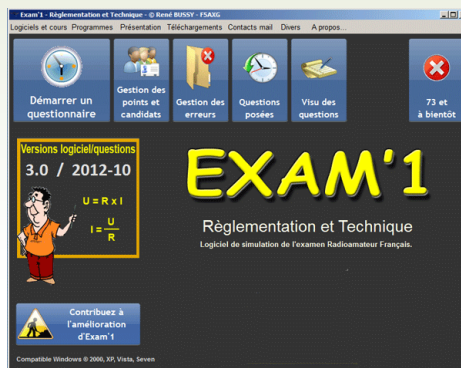 Exam'1 - Règlementation et Technique - © René BUSSY - F5AXG
Logiciels et cours Programmes Présentation Téléchargements Contacts mail Divers A propos...
Démarrer un
questionnaire
Gestion des
points et
candidats
Gestion des
erreurs
Questions
posées
Visu des
questions
73 et
à bientôt
Versions logiciel/questions
3.0 / 2012-10
U = R x I
I = U
R
EXAM'1
Règlementation et Technique
Logiciel de simulation de l'examen Radioamateur Français.
Contribuez à
l'amélioration
d'Exam'1
Compatible Windows © 2000, XP, Vista, Seven